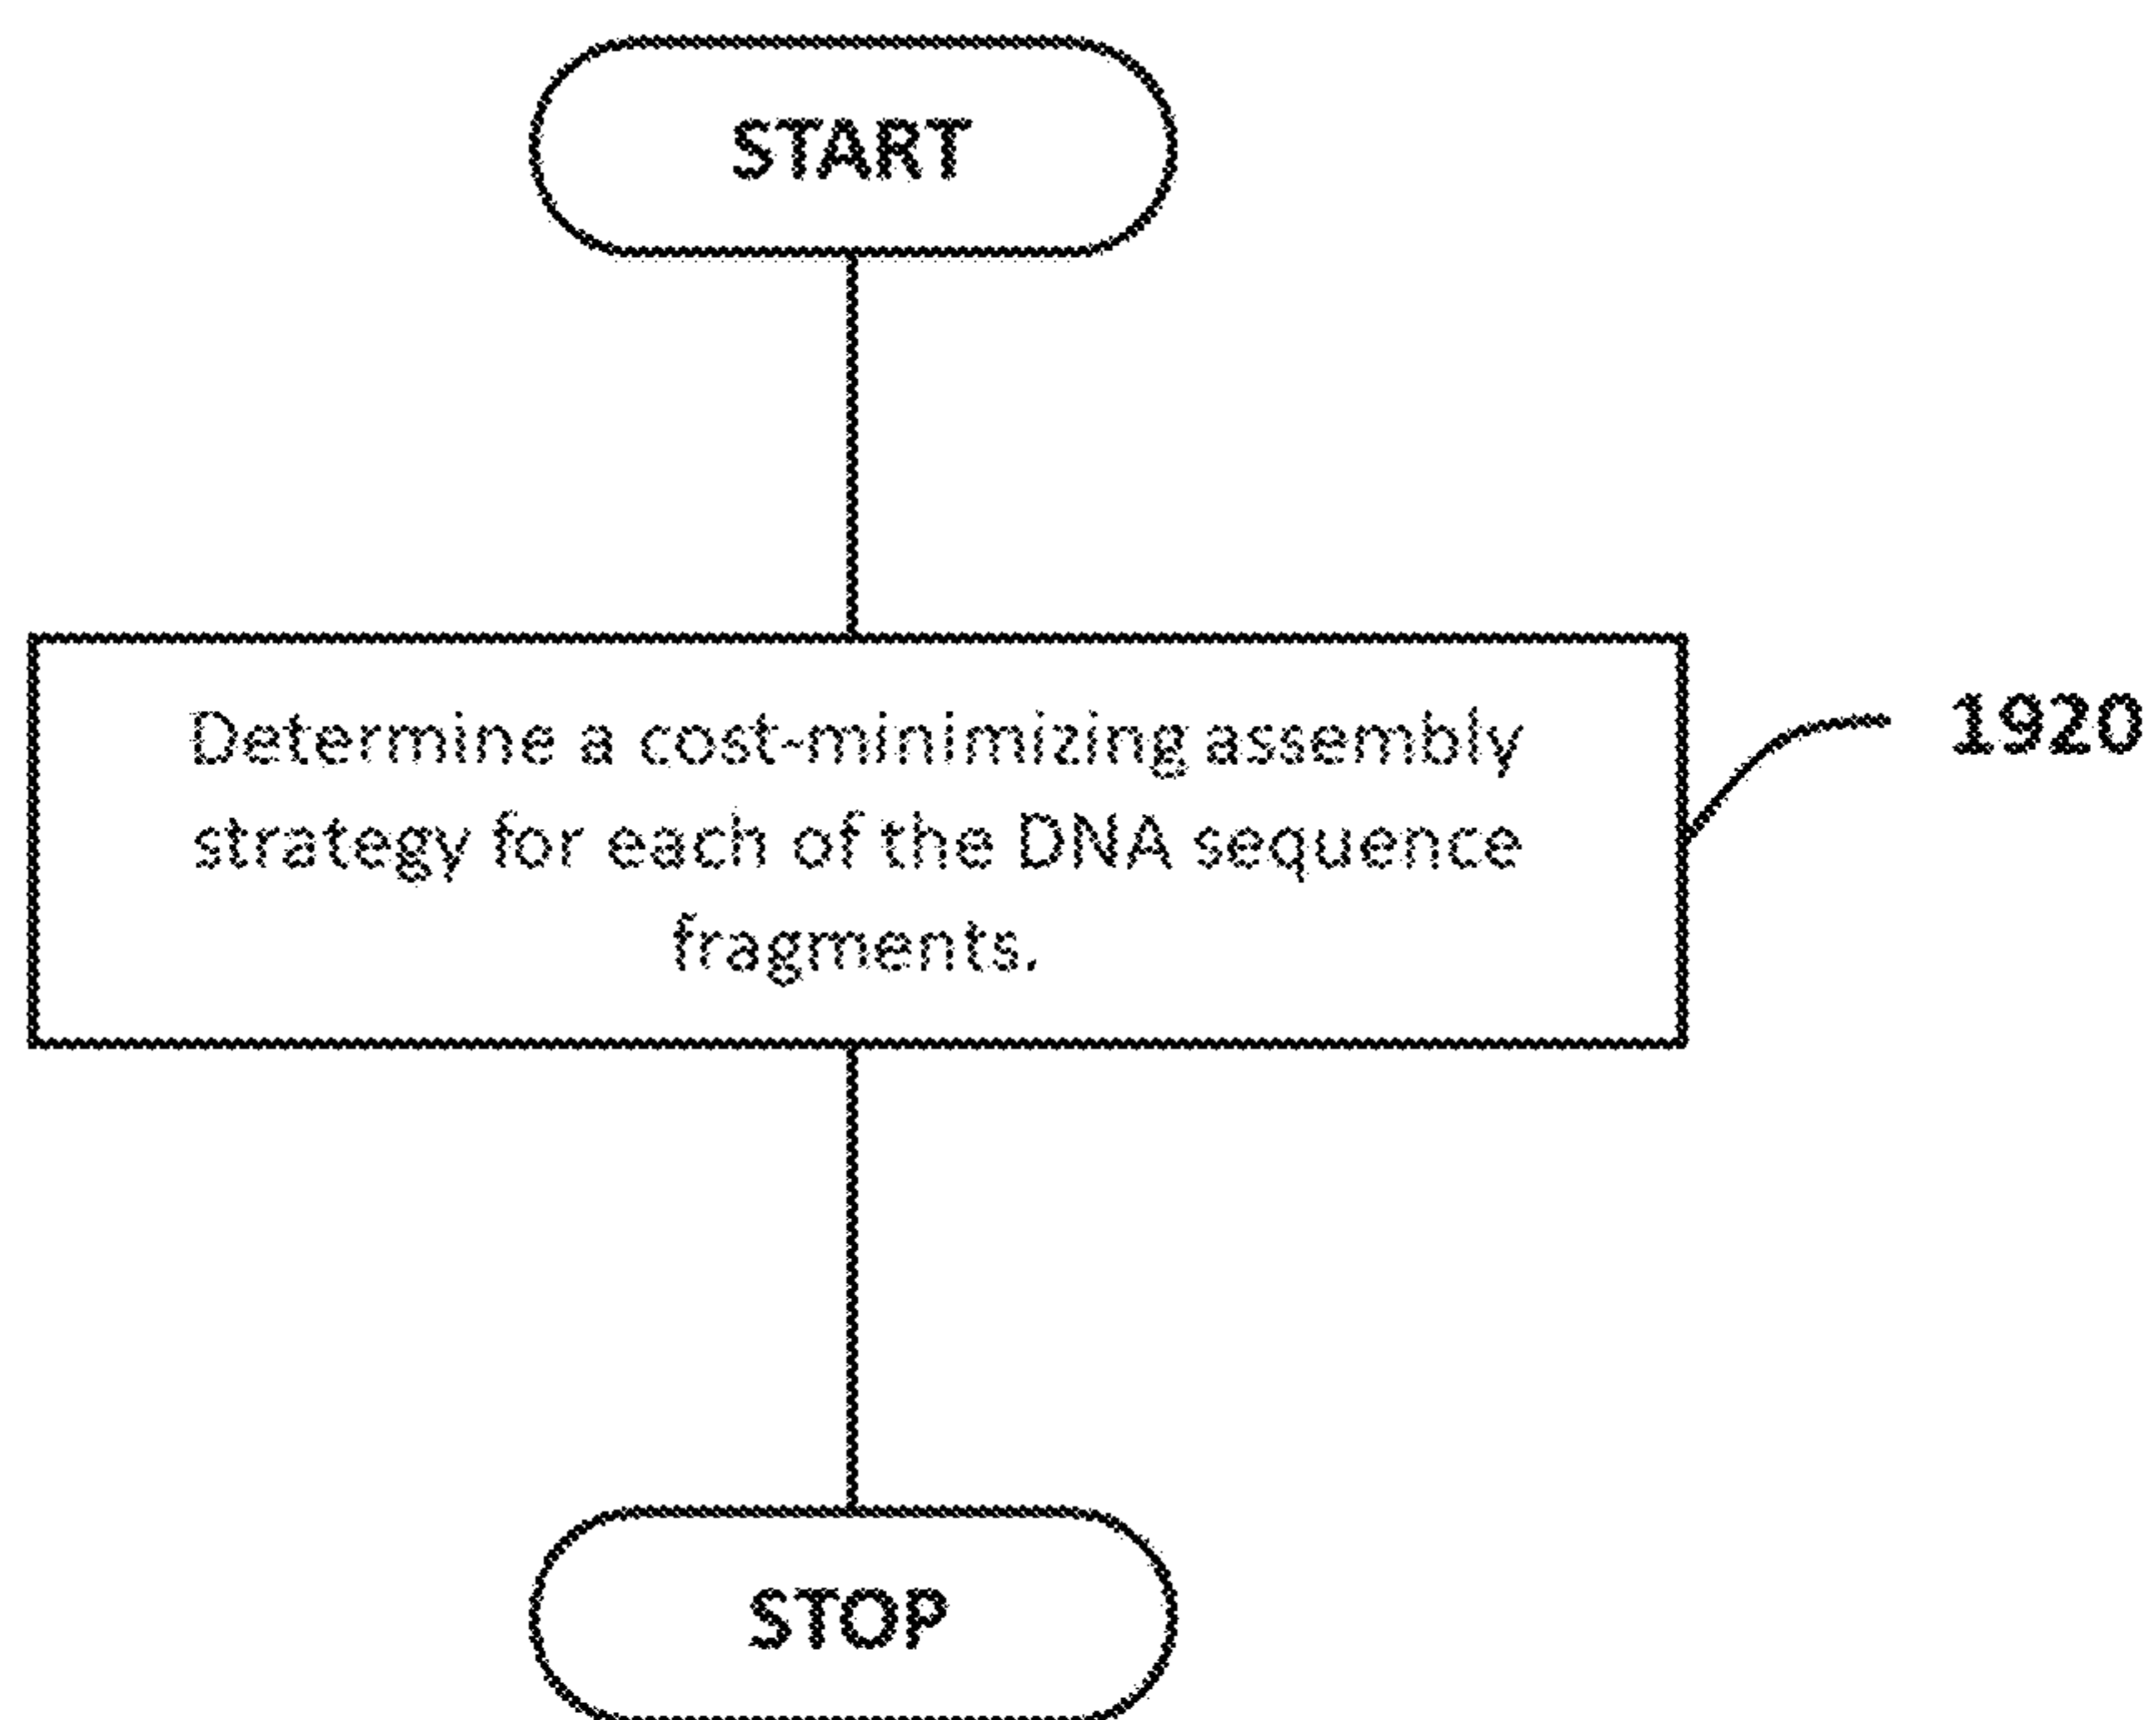 START
Determine a cost-minimizing assembly
strategy for each of the DNA sequence
fragments.
1920
STOP